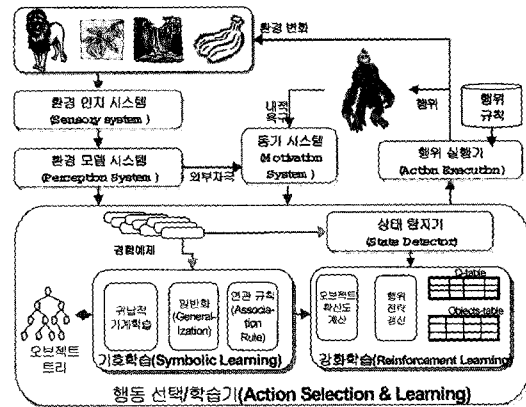 환경 변화
환경 인지 시스템
(Sensory system)
환경 모델 시스템
(Perception System)
외부자극
내적
욕구
동기 시스템
(Motivation
System)
행위
행위
규칙
행위 실행기
(Action Execution)
경험예제
상태 탐지기
(State Detector)
오브젝트
트리
귀납적
기계학습
일반화
(General-
ization)
연관 규칙
(Associa-
tion
Rule)
기호학습(Symbolic Learning)
오브젝트
확신도
계산
행위
전략
갱신
Q-table
Objects-table
강화학습(Reinforcement Learning)
행동 선택/학습기(Action Selection & Learning)